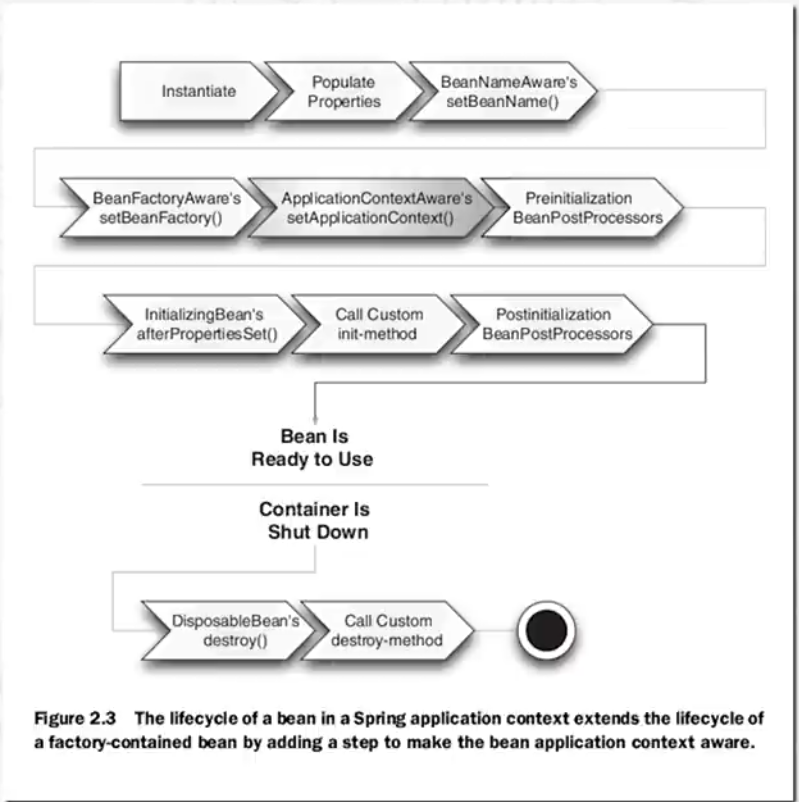 Instantiate
Populate
Properties
BeanNameAware's
setBeanName()
BeanFactoryAware's
setBeanFactory()
ApplicationContextAware's
setApplicationContext()
Preinitialization
BeanPostProcessors
InitializingBean's
afterPropertiesSet()
Call Custom
init-method
Postinitialization
BeanPostProcessors
Bean Is
Ready to Use
Container Is
Shut Down
DisposableBean's
destroy()
Call Custom
destroy-method
Figure 2.3 The lifecycle of a bean in a Spring application context extends the lifecycle of
a factory-contained bean by adding a step to make the bean application context aware.